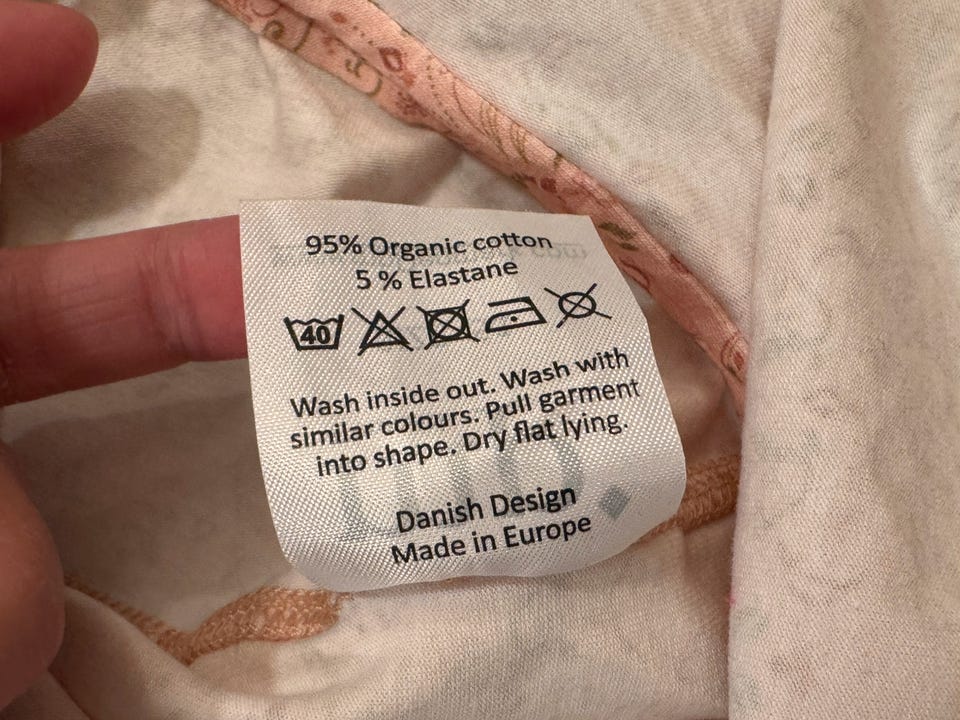 95% Organic cotton
5 % Elastane
40
Wash inside out. Wash with
similar colours. Pull garment
into shape. Dry flat lying.
Danish Design
Made in Europe